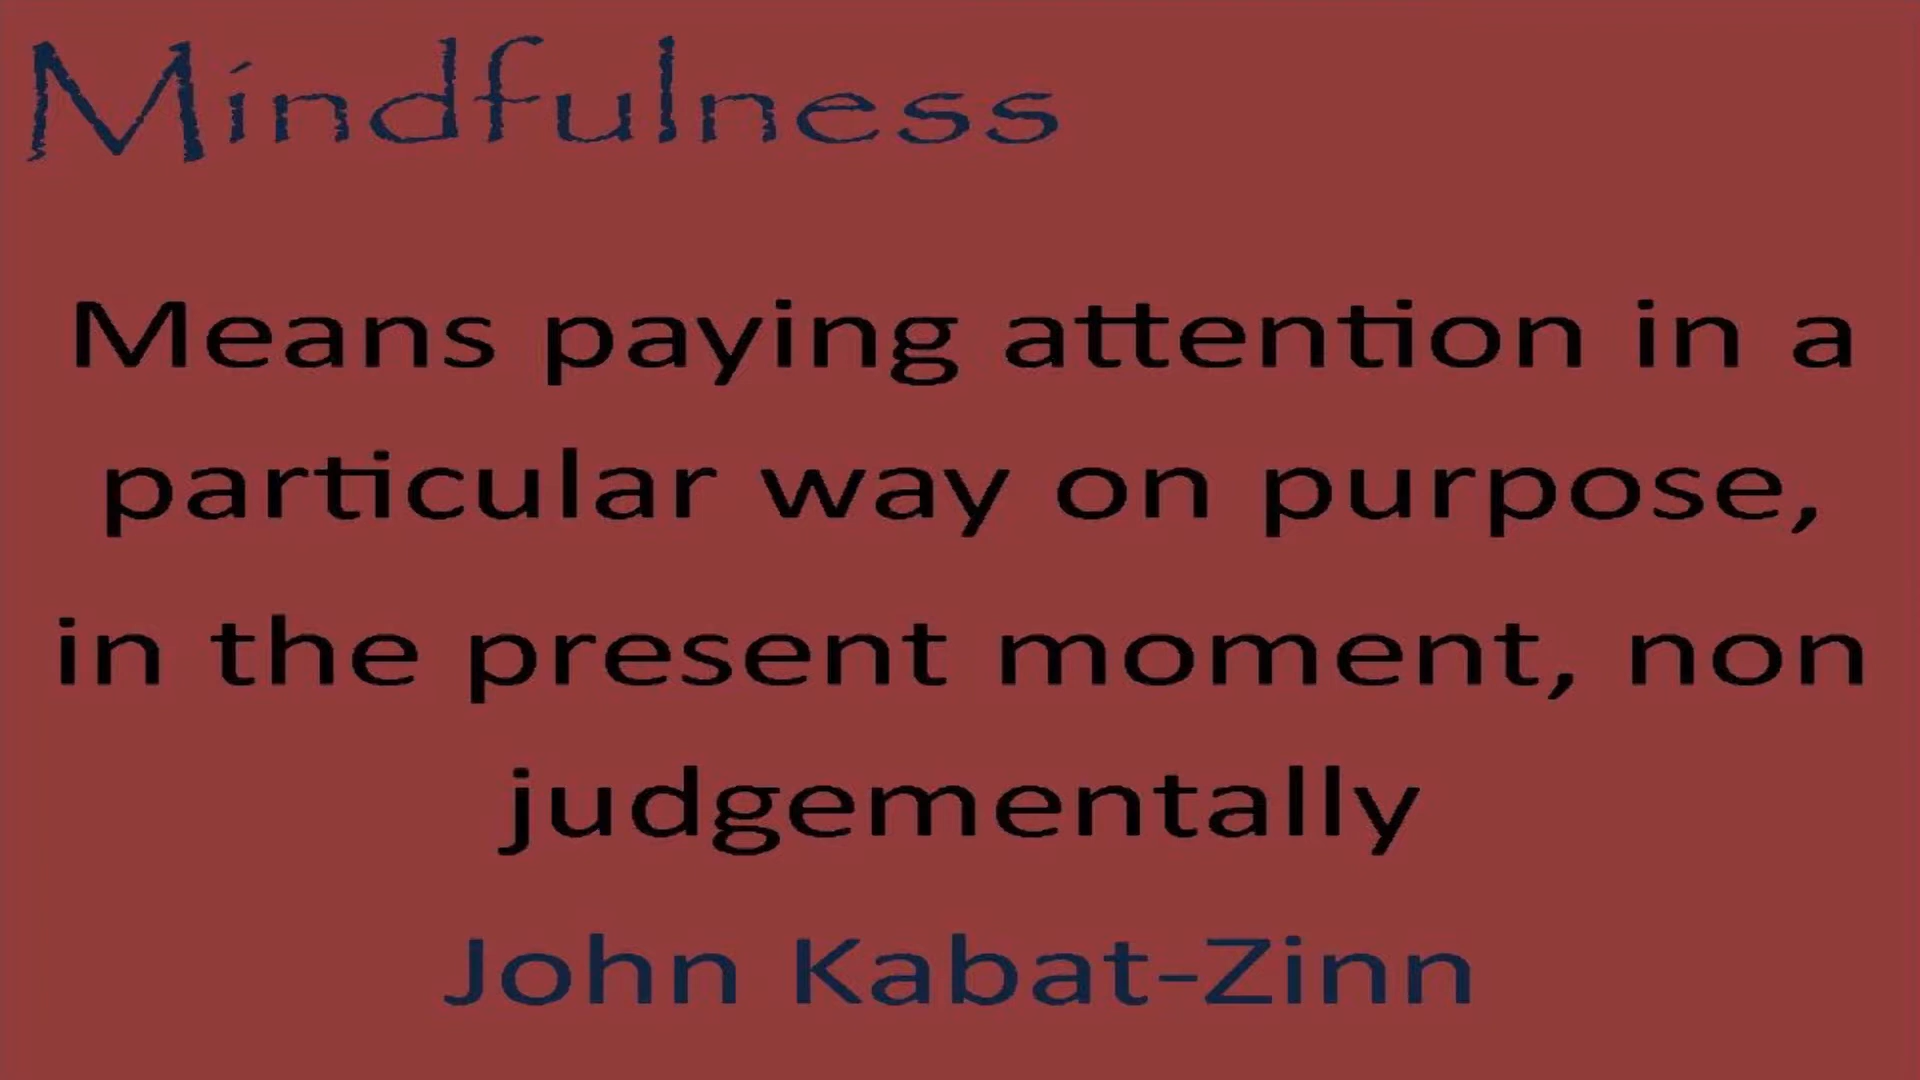 Mindfulness
Means paying attention in a
particular way on purpose,
in the present moment, non
judgementally
John Kabat-Zinn